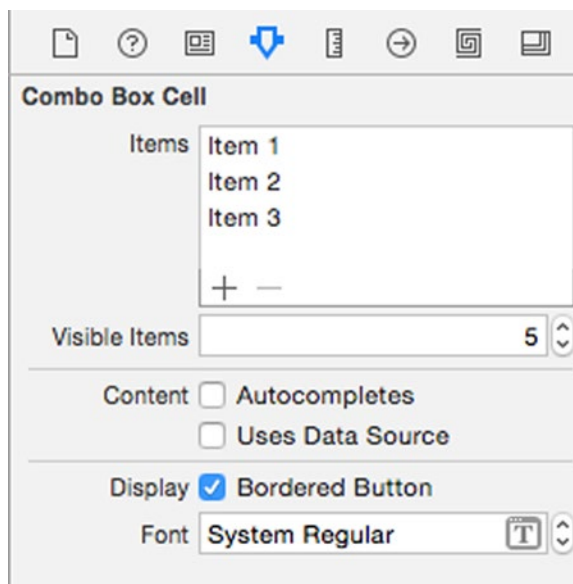 Combo Box Cell
Items
Item 1
Item 2
Item 3
Visible Items 5
Content Autocompletes
Uses Data Source
Display Bordered Button
Font System Regular T